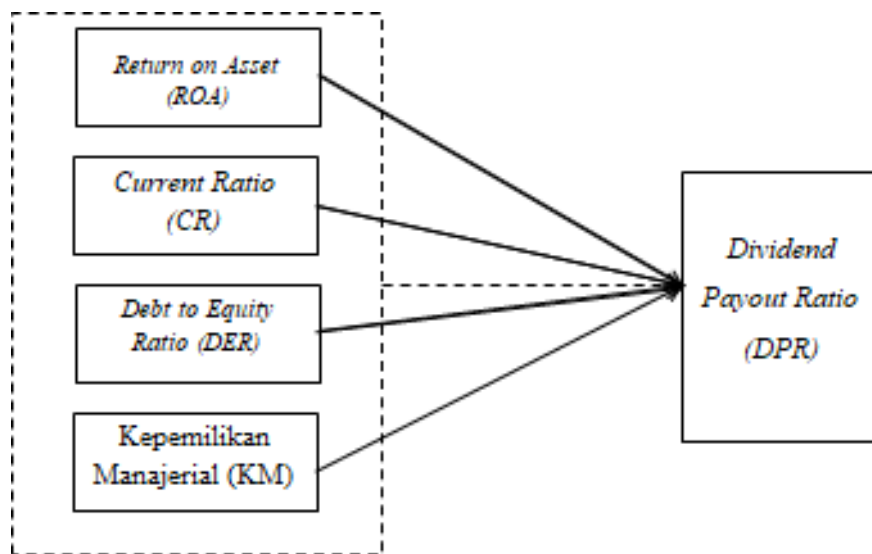 Return on Asset
(ROA)
Current Ratio
(CR)
Debt to Equity
Ratio (DER)
Kepemilikan
Manajerial (KM)
Dividend
Payout Ratio
(DPR)